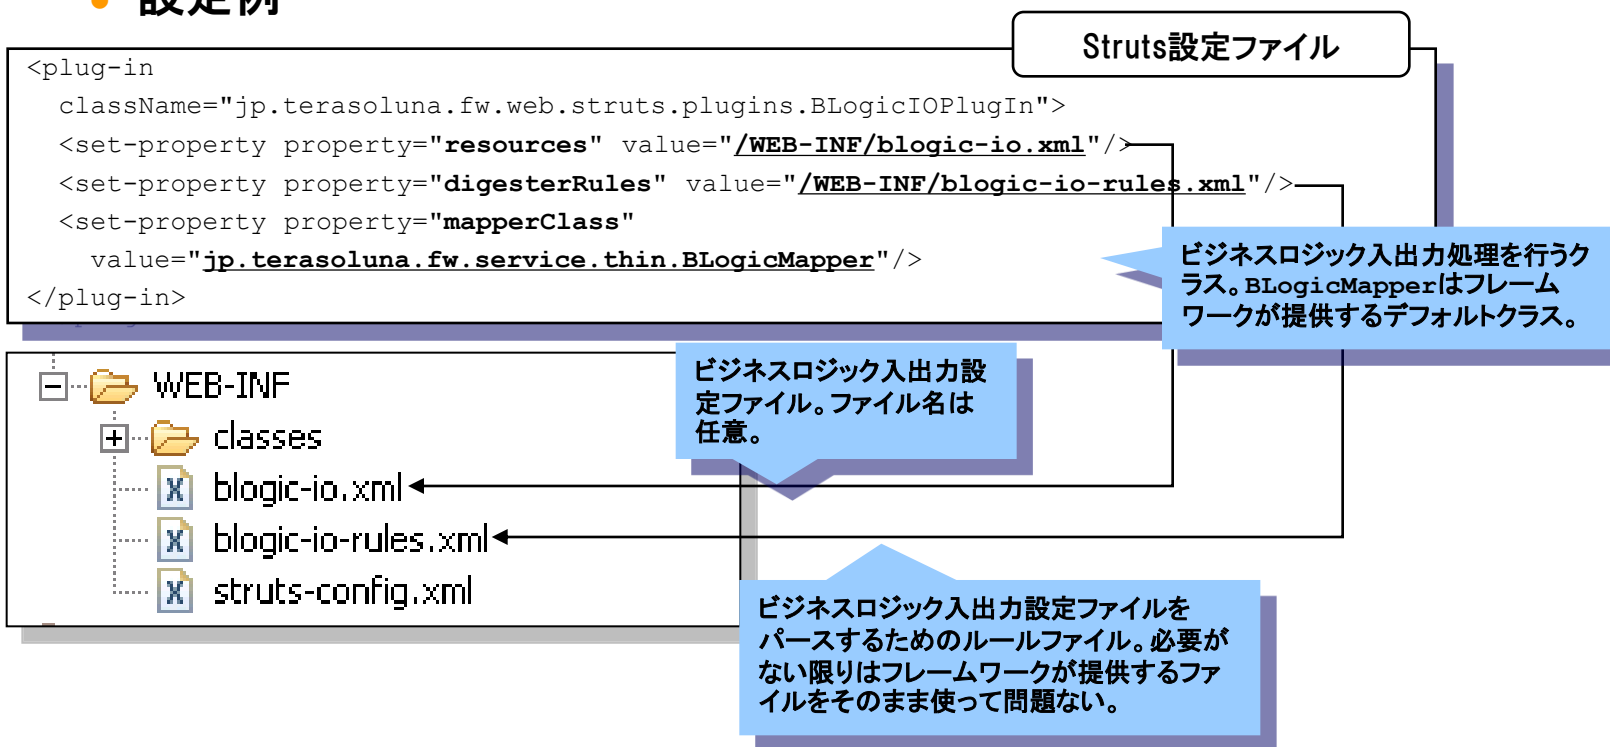 • 設定例
Struts設定ファイル
<plug-in
className="jp.terasoluna.fw.web.struts.plugins.BLogicIOPlugIn">
<set-property property="resources" value="/WEB-INF/blogic-io.xml"/>
<set-property property="digesterRules" value="/WEB-INF/blogic-io-rules.xml"/>
<set-property property="mapperClass"
value="jp.terasoluna.fw.service.thin.BLogicMapper"/>
</plug-in>
ビジネスロジック入出力処理を行うク
ラス。BLogicMapperはフレーム
ワークが提供するデフォルトクラス。
WEB-INF
classes
blogic-io.xml
blogic-io-rules.xml
struts-config.xml
ビジネスロジック入出力設
定ファイル。ファイル名は
任意。
ビジネスロジック入出力設定ファイルを
パースするためのルールファイル。必要が
ない限りはフレームワークが提供するファ
イルをそのまま使って問題ない。